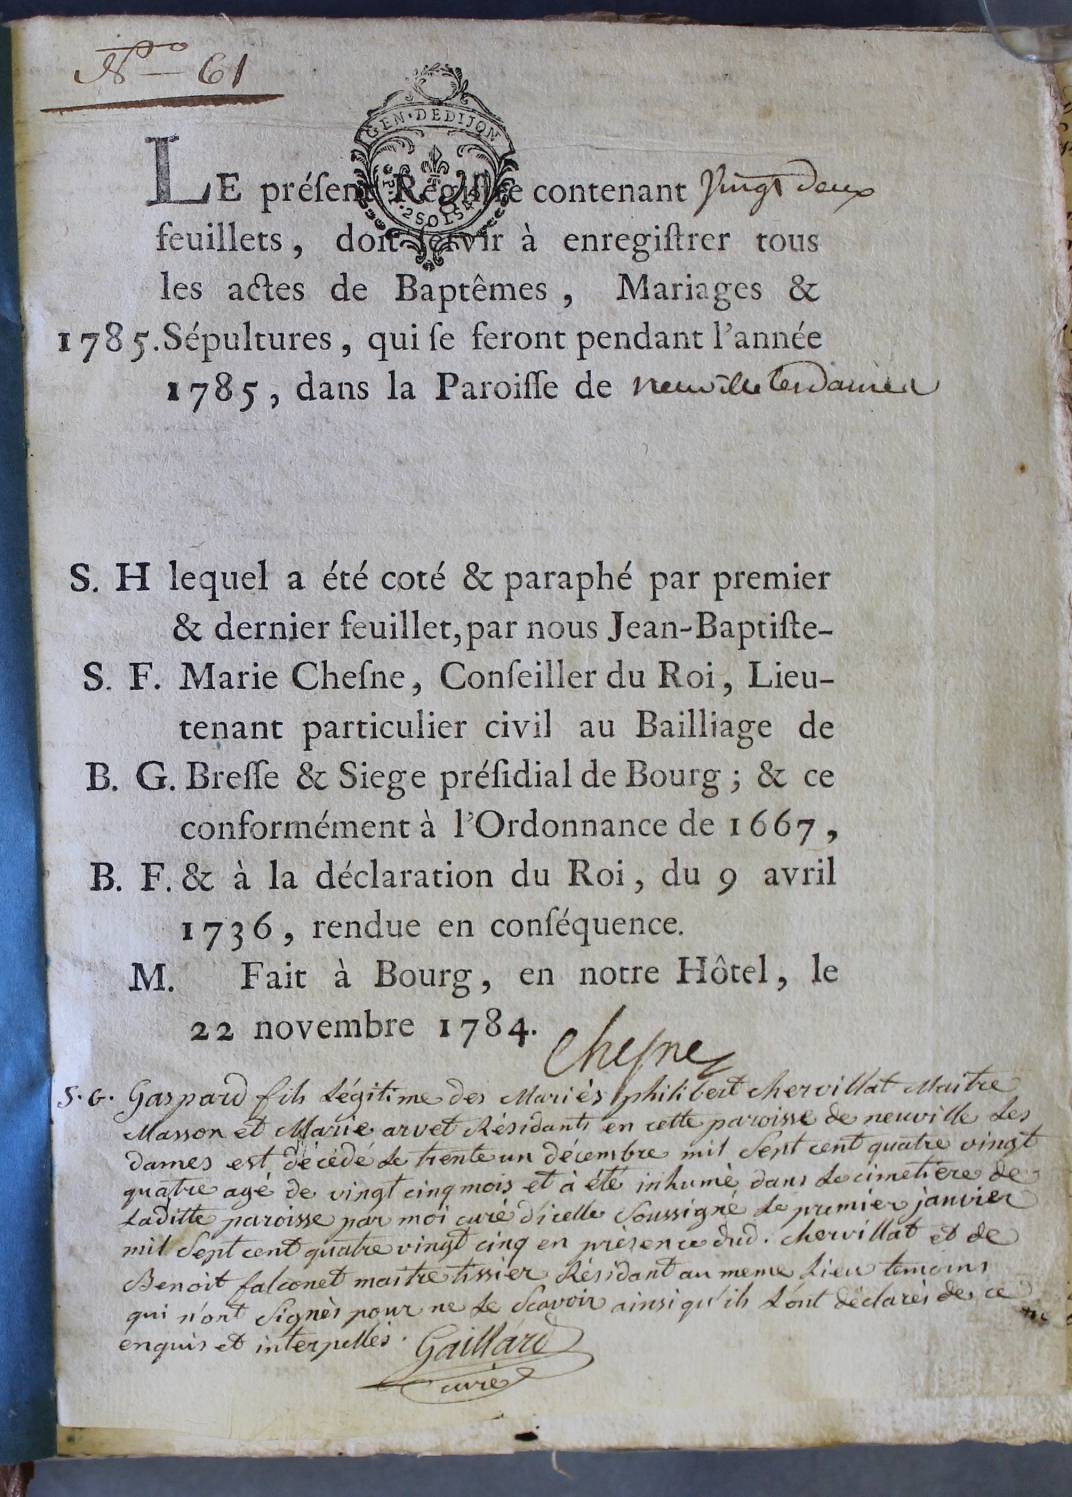 No 61
GEN·DEDIJON
2SOLS4D
LE préſent Régiſtre contenant vingt deux
feuillets, doit ſervir à enregiſtrer tous
les actes de Baptêmes, Mariages &
1785. Sépultures, qui ſe feront pendant l'année
1785, dans la Paroiſſe de neuville les dames
S. H lequel a été coté & paraphé par premier
& dernier feuillet, par nous Jean-Baptiſte-
S. F. Marie Cheſne, Conſeiller du Roi, Lieu-
tenant particulier civil au Bailliage de
B. G. Breſſe & Siege préſidial de Bourg; & ce
conformément à l'Ordonnance de 1667,
B. F. & à la déclaration du Roi, du 9 avril
1736, rendue en conſéquence.
M. Fait à Bourg, en notre Hôtel, le
22 novembre 1784. Chesne
S. G. Gaspard fils Légitime des Mariés philibert chervillat Maitre
Masson et Marie arvet Résidants en cette paroisse de neuville Les
dames est décédé Le trente un décembre mil Sept cent quatre vingt
quatre agé de vingt cinq mois et à été inhumé dans Le cimetiere de
Laditte paroisse par moi curé d'icelle Soussigné Le premier janvier
mil Sept cent quatre vingt cinq en présence dud. chervillat et de
Benoit falconet maitre tissier Résidant au meme Lieu temoins
qui n'ont Signès pour ne Le Scavoir ainsi qu'ils L'ont déclarés de ce
enquis et interpellés. Gaillard
curé